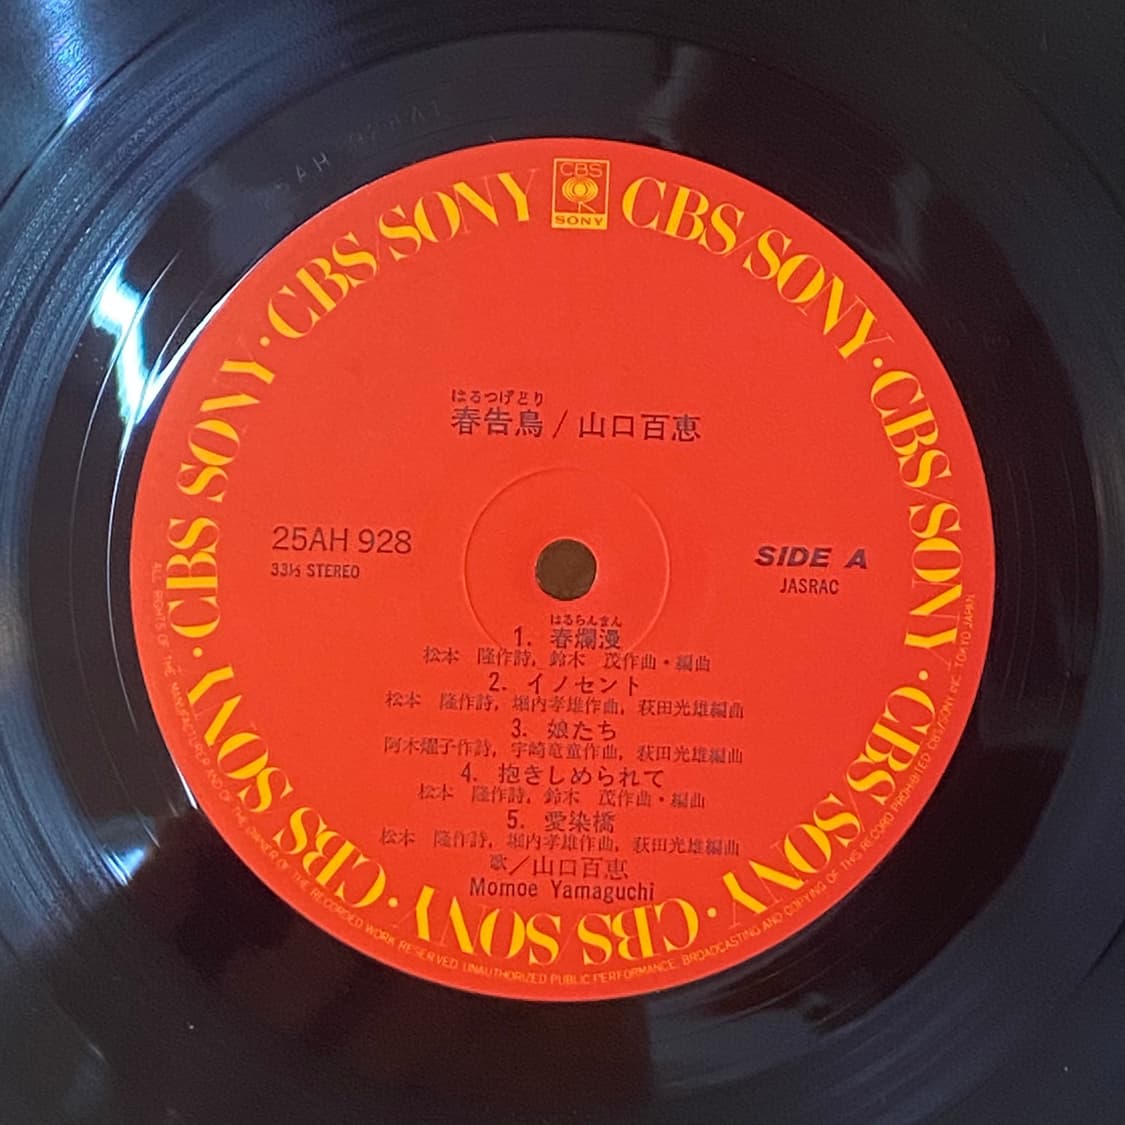 CBS
SONY
CBS/SONY · CBS/SONY · CBS/SONY · CBS/SONY · CBS/SONY · CBS SONY · CBS SONY · CBS/SONY
はるつげどり
春告鳥/山口百恵
25AH 928
33⅓ STEREO
SIDE A
JASRAC
はるらんまん
1. 春爛漫
松本 隆作詩, 鈴木 茂作曲・編曲
2. イノセント
松本 隆作詩, 堀内孝雄作曲, 萩田光雄編曲
3. 娘たち
阿木燿子作詩, 宇崎竜童作曲, 萩田光雄編曲
4. 抱きしめられて
松本 隆作詩, 鈴木 茂作曲・編曲
5. 愛染橋
松本 隆作詩, 堀内孝雄作曲, 萩田光雄編曲
歌/山口百恵
Momoe Yamaguchi
ALL RIGHTS OF THE MANUFACTURER AND OF THE OWNER OF THE RECORDED WORK RESERVED. UNAUTHORIZED PUBLIC PERFORMANCE, BROADCASTING AND COPYING OF THIS RECORD PROHIBITED CBS/SONY INC. TOKYO JAPAN